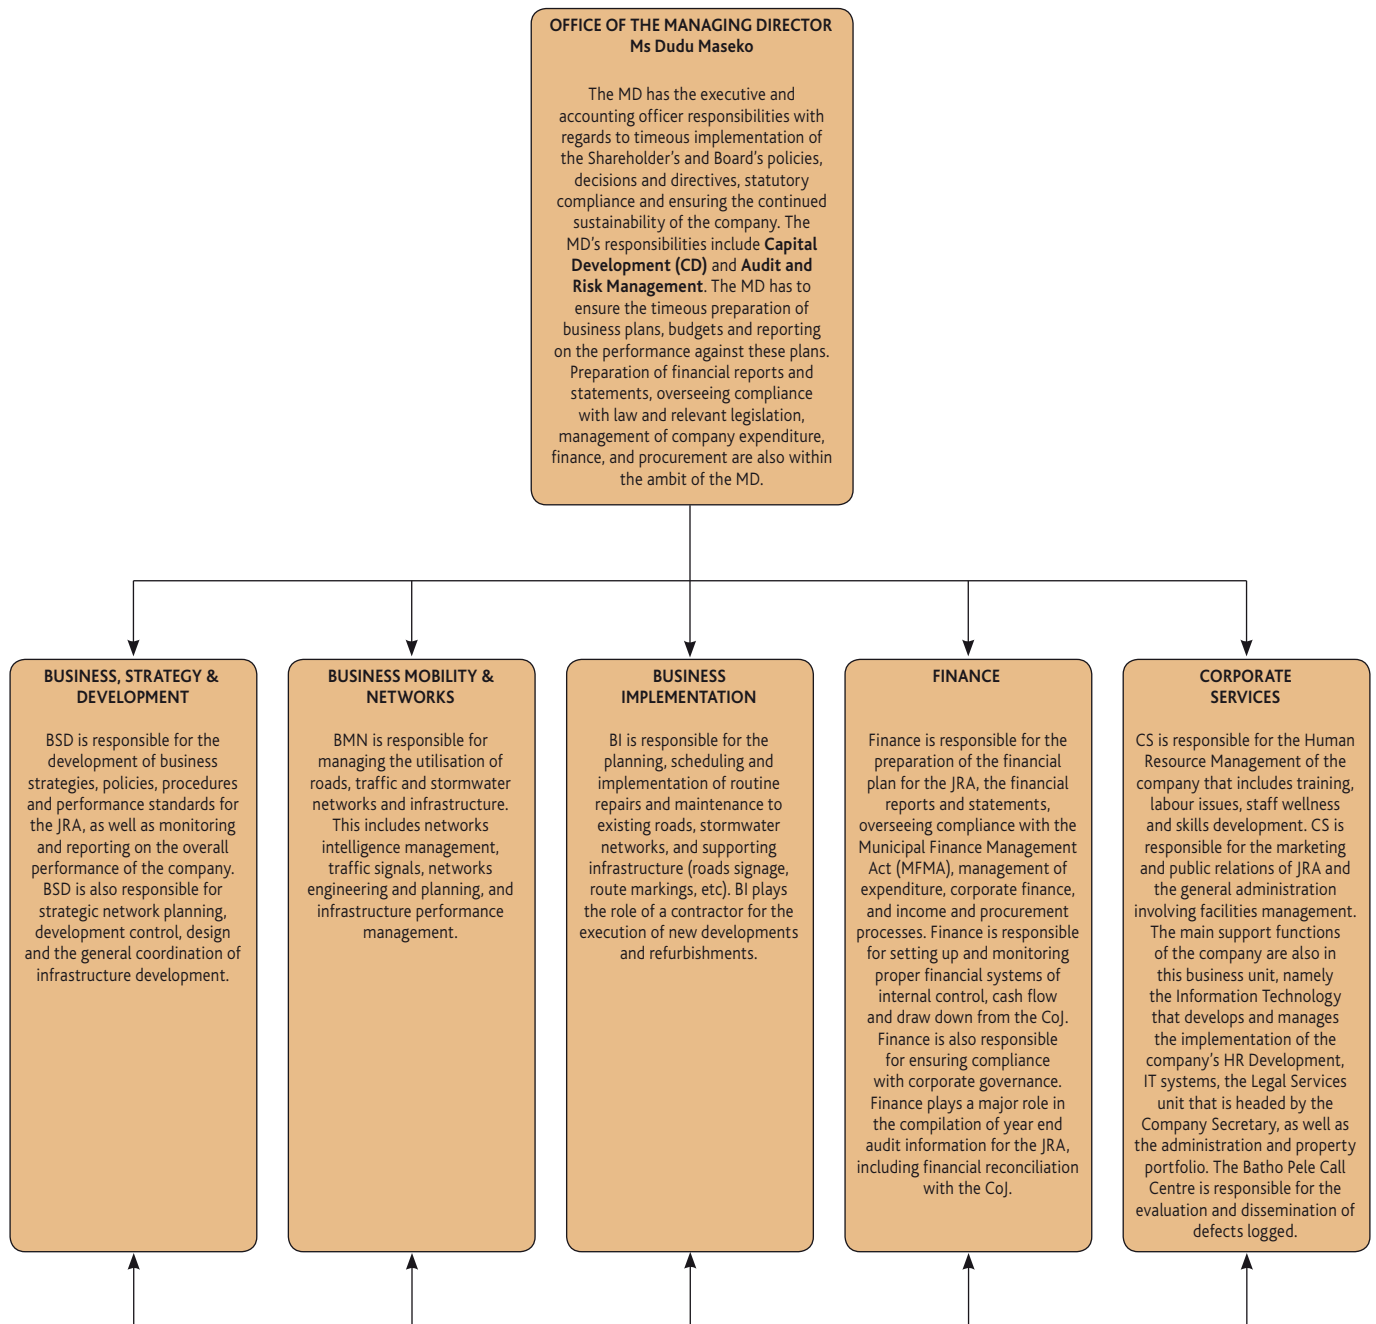 OFFICE OF THE MANAGING DIRECTOR
Ms Dudu Maseko
The MD has the executive and
accounting officer responsibilities with
regards to timeous implementation of
the Shareholder’s and Board’s policies,
decisions and directives, statutory
compliance and ensuring the continued
sustainability of the company. The
MD’s responsibilities include Capital
Development (CD) and Audit and
Risk Management. The MD has to
ensure the timeous preparation of
business plans, budgets and reporting
on the performance against these plans.
Preparation of financial reports and
statements, overseeing compliance
with law and relevant legislation,
management of company expenditure,
finance, and procurement are also within
the ambit of the MD.
BUSINESS, STRATEGY &
DEVELOPMENT
BSD is responsible for the
development of business
strategies, policies, procedures
and performance standards for
the JRA, as well as monitoring
and reporting on the overall
performance of the company.
BSD is also responsible for
strategic network planning,
development control, design
and the general coordination of
infrastructure development.
BUSINESS MOBILITY &
NETWORKS
BMN is responsible for
managing the utilisation of
roads, traffic and stormwater
networks and infrastructure.
This includes networks
intelligence management,
traffic signals, networks
engineering and planning, and
infrastructure performance
management.
BUSINESS
IMPLEMENTATION
BI is responsible for the
planning, scheduling and
implementation of routine
repairs and maintenance to
existing roads, stormwater
networks, and supporting
infrastructure (roads signage,
route markings, etc). BI plays
the role of a contractor for the
execution of new developments
and refurbishments.
FINANCE
Finance is responsible for the
preparation of the financial
plan for the JRA, the financial
reports and statements,
overseeing compliance with the
Municipal Finance Management
Act (MFMA), management of
expenditure, corporate finance,
and income and procurement
processes. Finance is responsible
for setting up and monitoring
proper financial systems of
internal control, cash flow
and draw down from the CoJ.
Finance is also responsible
for ensuring compliance
with corporate governance.
Finance plays a major role in
the compilation of year end
audit information for the JRA,
including financial reconciliation
with the CoJ.
CORPORATE
SERVICES
CS is responsible for the Human
Resource Management of the
company that includes training,
labour issues, staff wellness
and skills development. CS is
responsible for the marketing
and public relations of JRA and
the general administration
involving facilities management.
The main support functions
of the company are also in
this business unit, namely
the Information Technology
that develops and manages
the implementation of the
company’s HR Development,
IT systems, the Legal Services
unit that is headed by the
Company Secretary, as well as
the administration and property
portfolio. The Batho Pele Call
Centre is responsible for the
evaluation and dissemination of
defects logged.